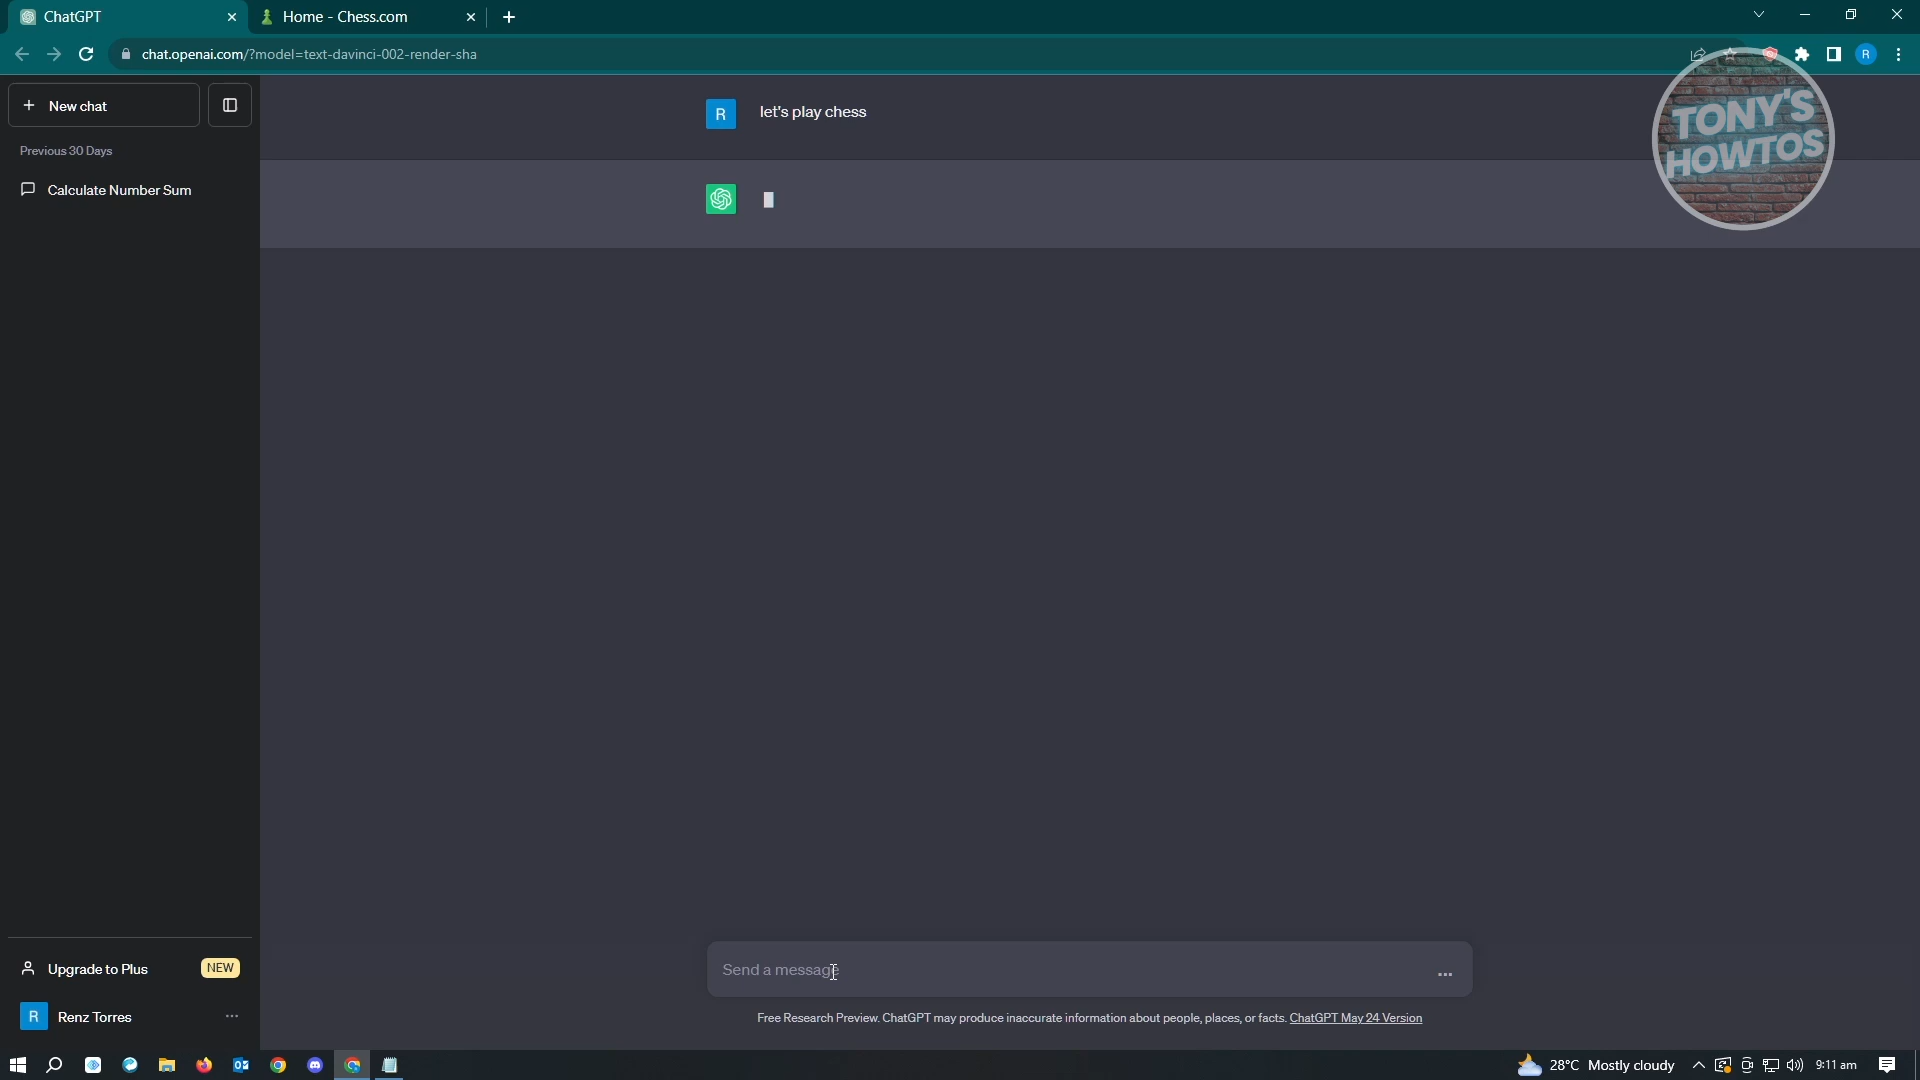 ChatGPT
Home - Chess.com
chat.openai.com/?model=text-davinci-002-render-sha
R
New chat
Previous 30 Days
Calculate Number Sum
R let's play chess
TONY'S
HOWTOS
Send a message
Free Research Preview. ChatGPT may produce inaccurate information about people, places, or facts. ChatGPT May 24 Version
Upgrade to Plus NEW
R Renz Torres
28°C Mostly cloudy
9:11 am